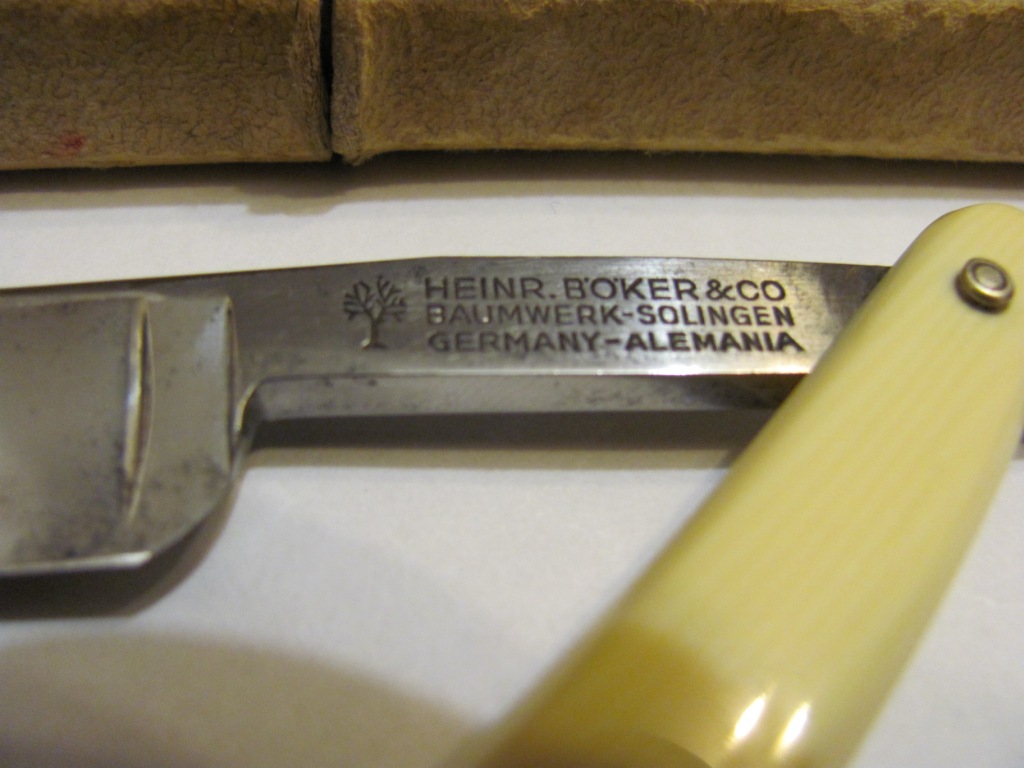 HEINR. BÖKER & CO
BAUMWERK-SOLINGEN
GERMANY-ALEMANIA